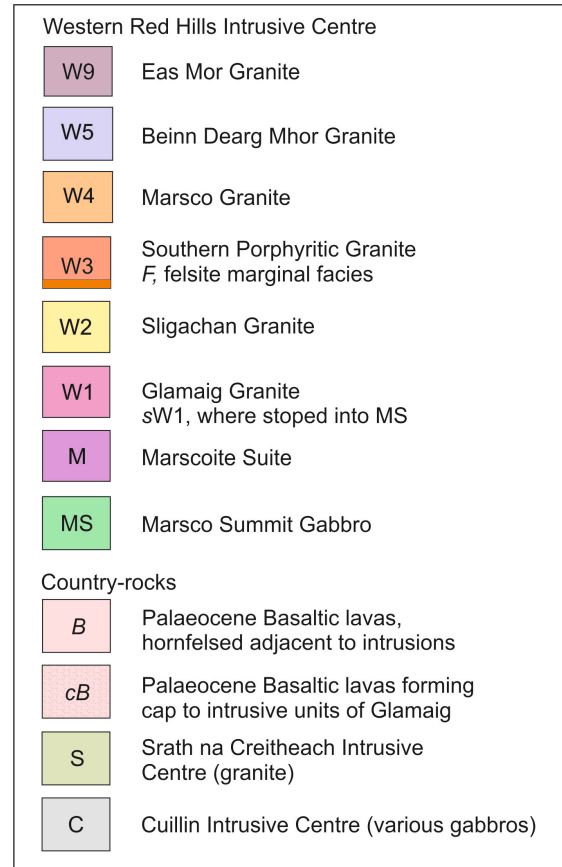 Western Red Hills Intrusive Centre
W9 Eas Mor Granite
W5 Beinn Dearg Mhor Granite
W4 Marsco Granite
W3 Southern Porphyritic Granite
F, felsite marginal facies
W2 Sligachan Granite
W1 Glamaig Granite
sW1, where stoped into MS
M Marscoite Suite
MS Marsco Summit Gabbro
Country-rocks
B Palaeocene Basaltic lavas,
hornfelsed adjacent to intrusions
cB Palaeocene Basaltic lavas forming
cap to intrusive units of Glamaig
S Srath na Creitheach Intrusive
Centre (granite)
C Cuillin Intrusive Centre (various gabbros)